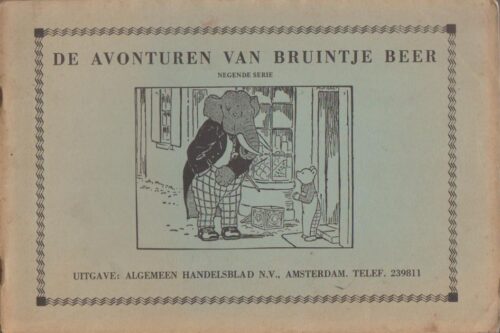 DE AVONTUREN VAN BRUINTJE BEER
NEGENDE SERIE
UITGAVE: ALGEMEEN HANDELSBLAD N.V., AMSTERDAM. TELEF. 239811